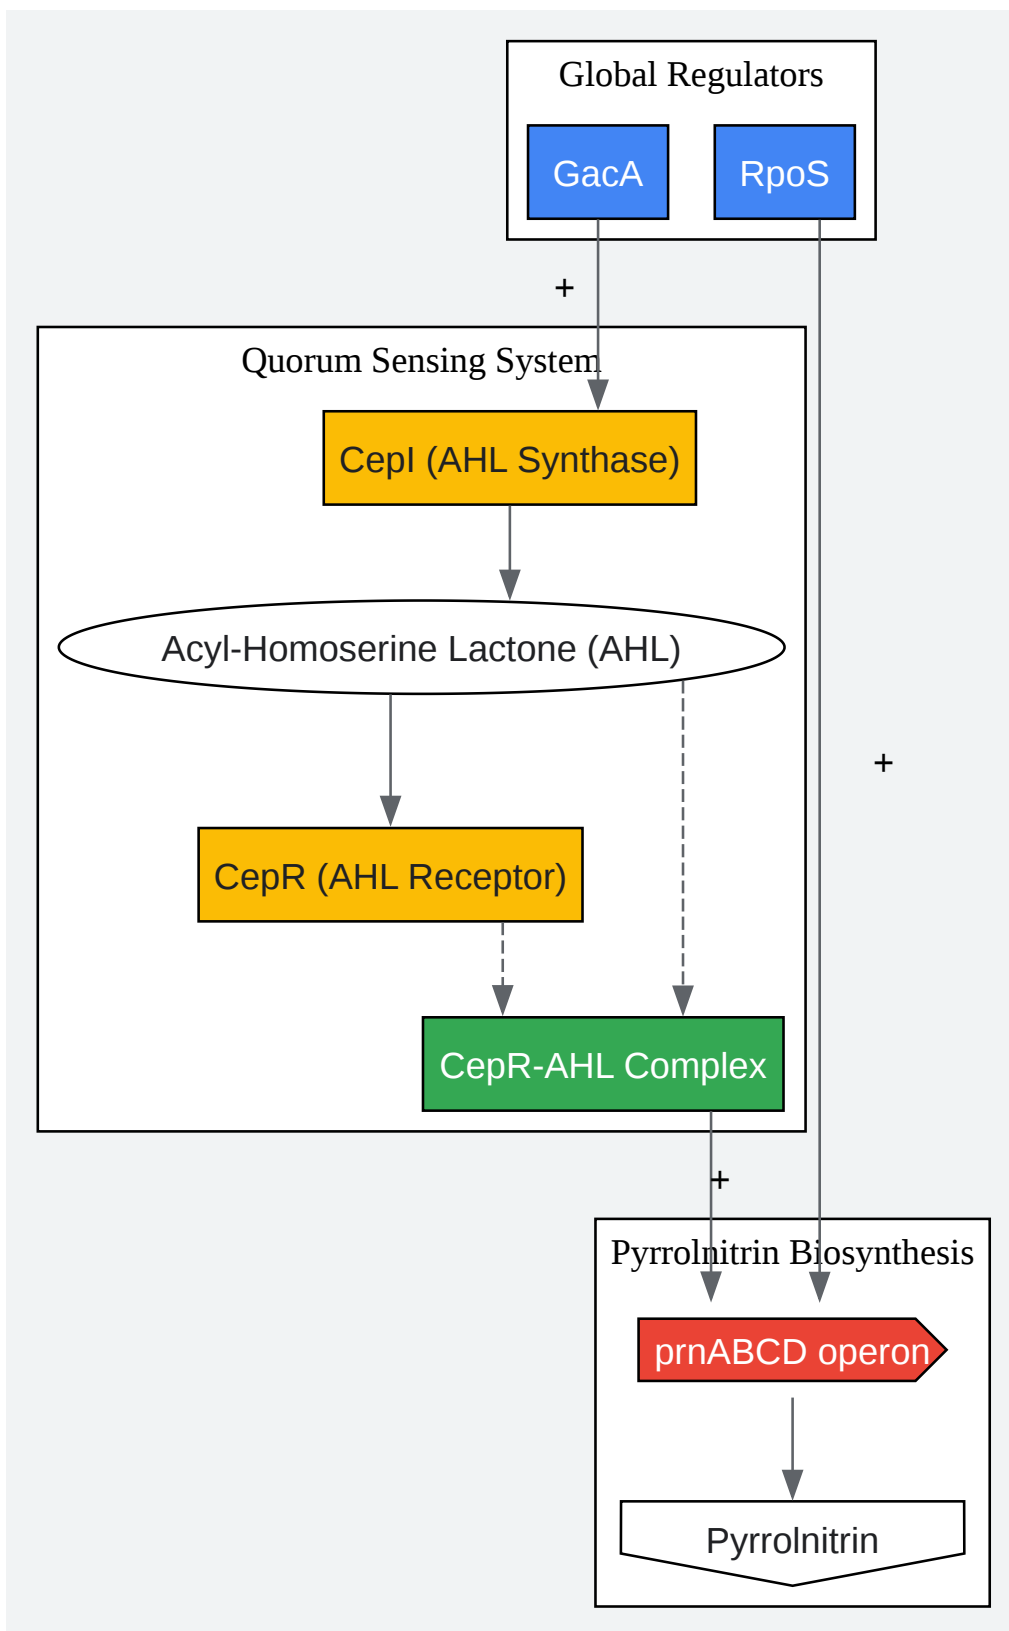 Global Regulators
GacA
RpoS
+
Quorum Sensing System
CepI (AHL Synthase)
Acyl-Homoserine Lactone (AHL)
+
CepR (AHL Receptor)
CepR-AHL Complex
+
Pyrrolnitrin Biosynthesis
prnABCD operon
Pyrrolnitrin